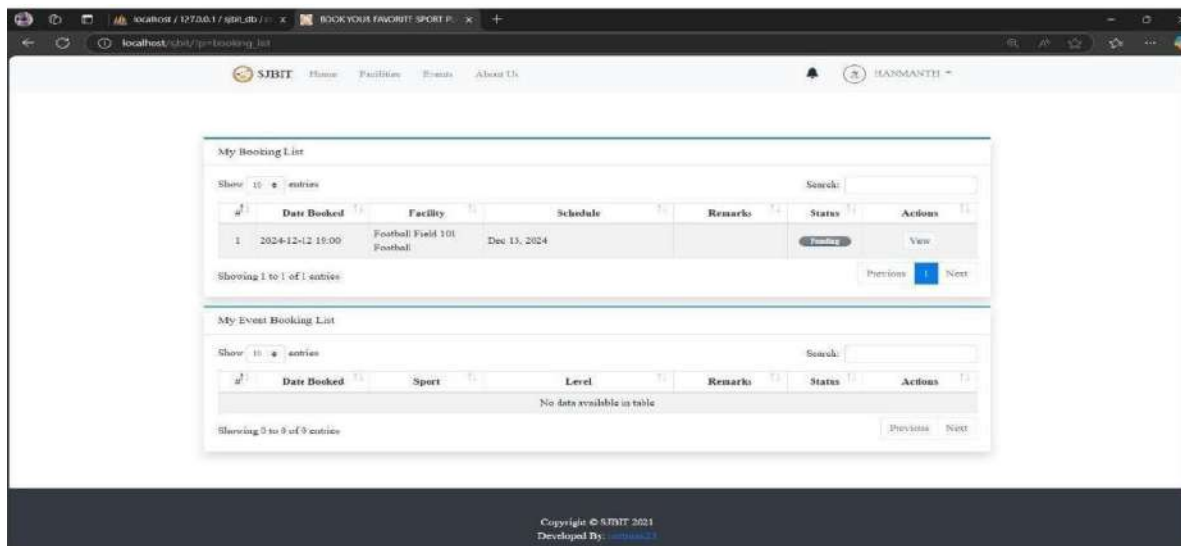 localhost / 127.0.0.1 / sjbit_db / BOOK YOUR FAVORITE SPORT P
localhost/sjbit/?p=booking_list
SJBIT Home Facilities Events About Us HANMANTH
My Booking List
Show 10 entries Search:
# Date Booked Facility Schedule Remarks Status Actions
1 2024-12-12 19:00 Football Field 101 Dec 13, 2024 Pending View
Football
Showing 1 to 1 of 1 entries Previous 1 Next
My Event Booking List
Show 10 entries Search:
# Date Booked Sport Level Remarks Status Actions
No data available in table
Showing 0 to 0 of 0 entries Previous Next
Copyright © SJBIT 2021
Developed By: